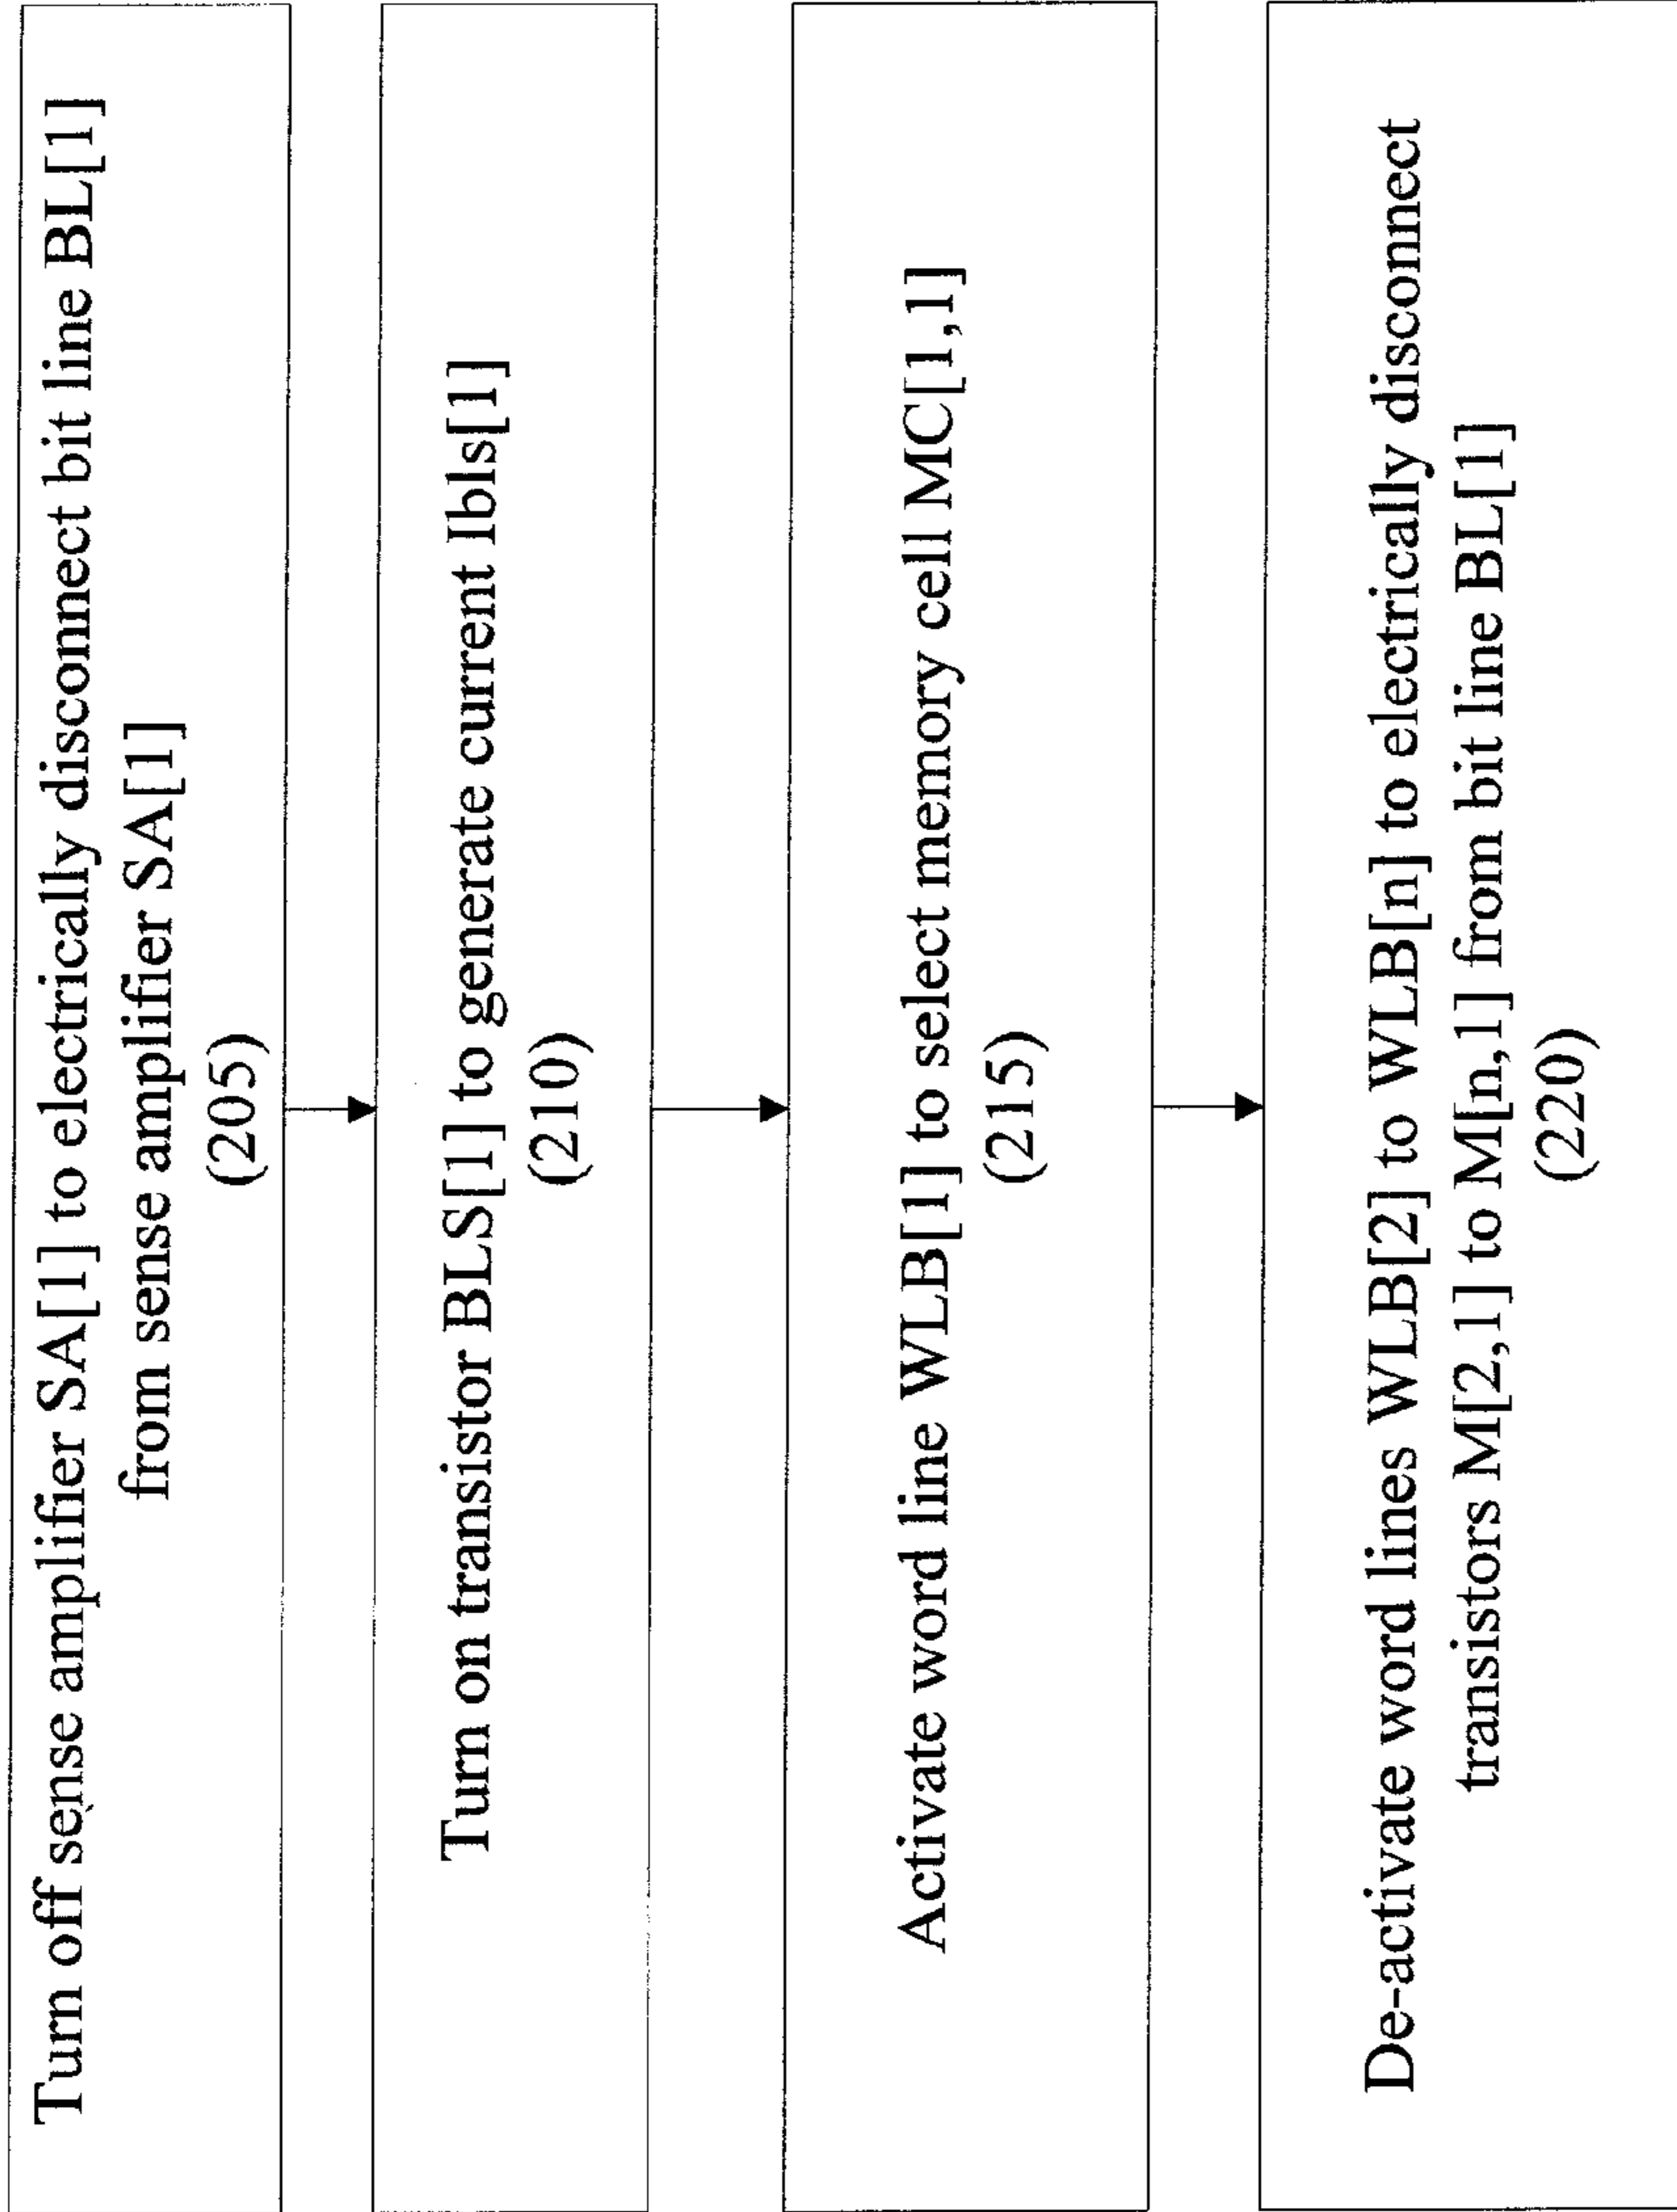 Turn off sense amplifier SA[1] to electrically disconnect bit line BL[1]
from sense amplifier SA[1]
(205)
Turn on transistor BLS[1] to generate current Ibls[1]
(210)
Activate word line WLB[1] to select memory cell MC[1,1]
(215)
De-activate word lines WLB[2] to WLB[n] to electrically disconnect
transistors M[2,1] to M[n,1] from bit line BL[1]
(220)